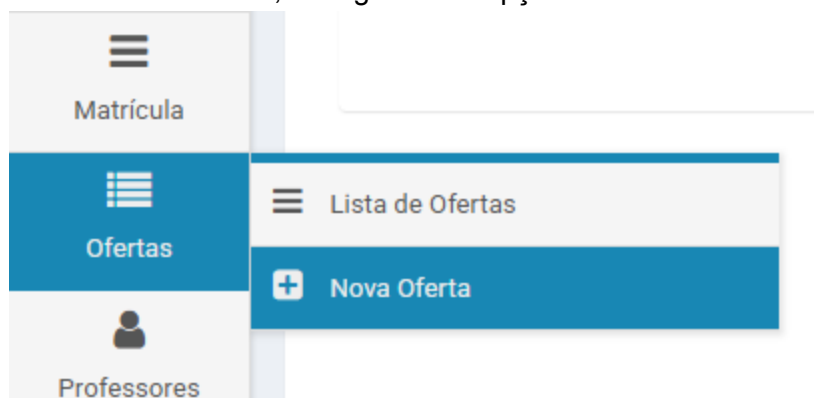 Matrícula
Ofertas
Lista de Ofertas
Nova Oferta
Professores